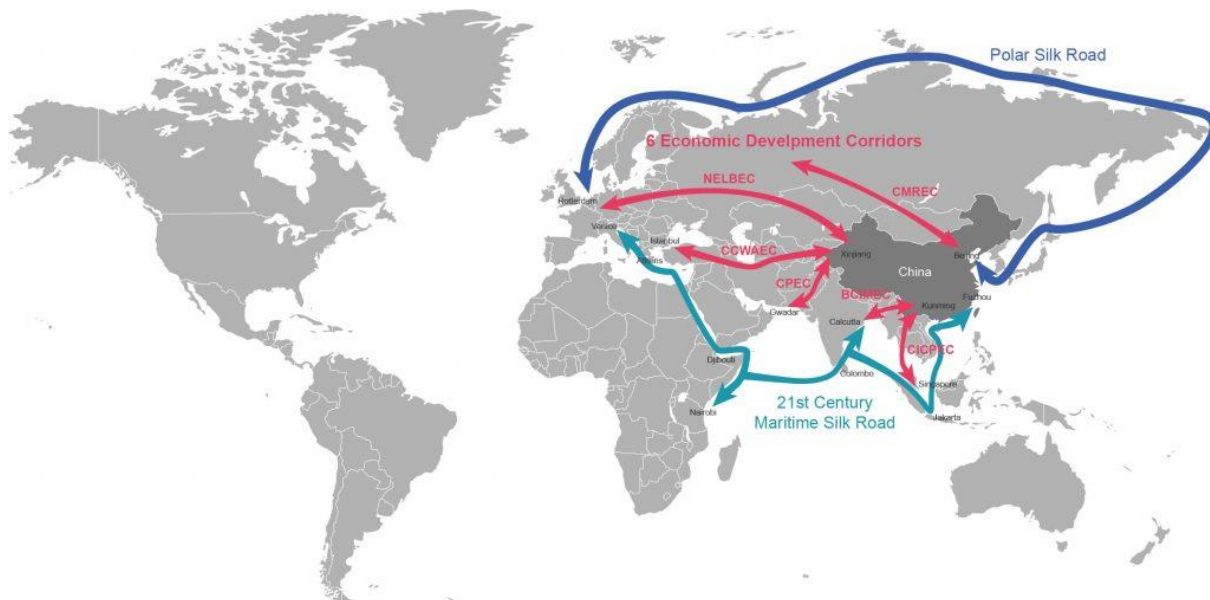 Polar Silk Road
6 Economic Develpment Corridors
NELBEC
CMREC
Rotterdam
Venice
Istanbul
Athens
CCWAEC
Xinjiang
Beijing
China
CPEC
BCIMEC
Fuzhou
Kunming
Gwadar
Calcutta
CICPEC
Djibouti
Colombo
Singapore
Nairobi
21st Century
Maritime Silk Road
Jakarta